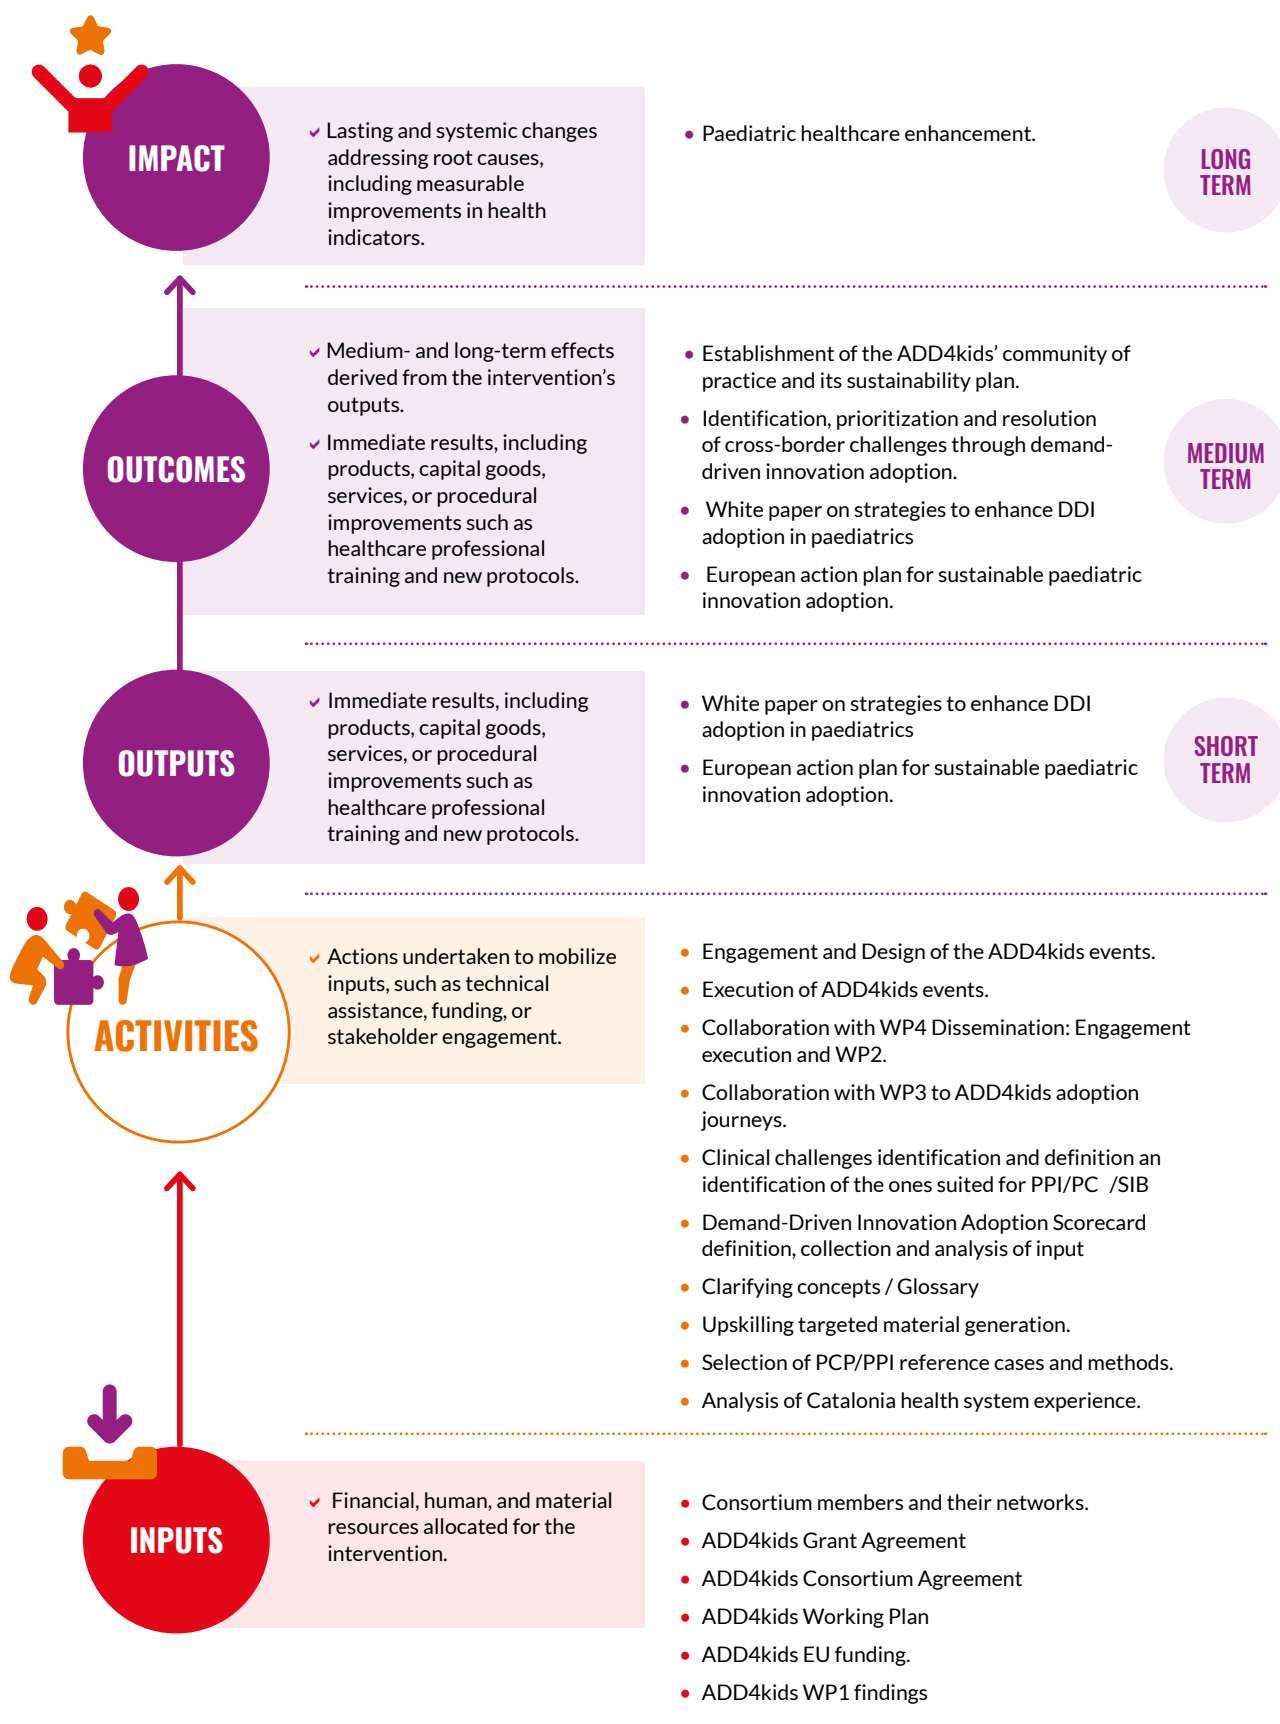 IMPACT
Lasting and systemic changes
addressing root causes,
including measurable
improvements in health
indicators.
Paediatric healthcare enhancement.
LONG
TERM
OUTCOMES
Medium- and long-term effects
derived from the intervention's
outputs.
Immediate results, including
products, capital goods,
services, or procedural
improvements such as
healthcare professional
training and new protocols.
Establishment of the ADD4kids' community of
practice and its sustainability plan.
Identification, prioritization and resolution
of cross-border challenges through demand-
driven innovation adoption.
White paper on strategies to enhance DDI
adoption in paediatrics
European action plan for sustainable paediatric
innovation adoption.
MEDIUM
TERM
OUTPUTS
Immediate results, including
products, capital goods,
services, or procedural
improvements such as
healthcare professional
training and new protocols.
White paper on strategies to enhance DDI
adoption in paediatrics
European action plan for sustainable paediatric
innovation adoption.
SHORT
TERM
ACTIVITIES
Actions undertaken to mobilize
inputs, such as technical
assistance, funding, or
stakeholder engagement.
Engagement and Design of the ADD4kids events.
Execution of ADD4kids events.
Collaboration with WP4 Dissemination: Engagement
execution and WP2.
Collaboration with WP3 to ADD4kids adoption
journeys.
Clinical challenges identification and definition an
identification of the ones suited for PPI/PC /SIB
Demand-Driven Innovation Adoption Scorecard
definition, collection and analysis of input
Clarifying concepts / Glossary
Upskilling targeted material generation.
Selection of PCP/PPI reference cases and methods.
Analysis of Catalonia health system experience.
INPUTS
Financial, human, and material
resources allocated for the
intervention.
Consortium members and their networks.
ADD4kids Grant Agreement
ADD4kids Consortium Agreement
ADD4kids Working Plan
ADD4kids EU funding.
ADD4kids WP1 findings